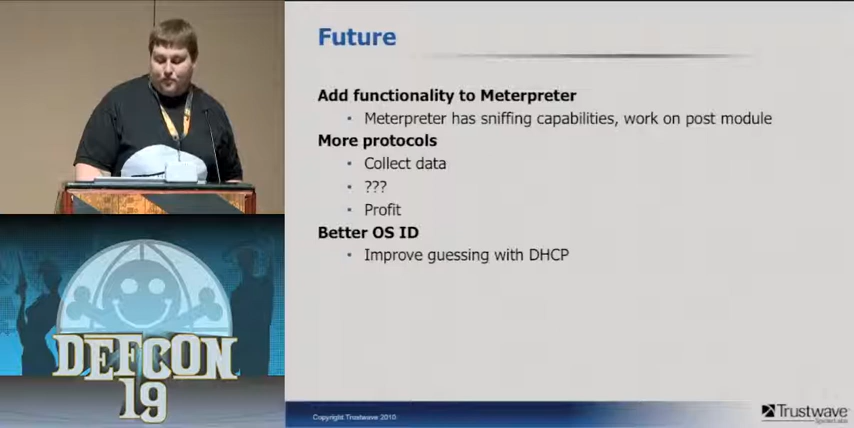 Future
Add functionality to Meterpreter
Meterpreter has sniffing capabilities, work on post module
More protocols
Collect data
???
Profit
Better OS ID
Improve guessing with DHCP
Copyright Trustwave 2010
Trustwave
SpiderLabs
DEFCON
19